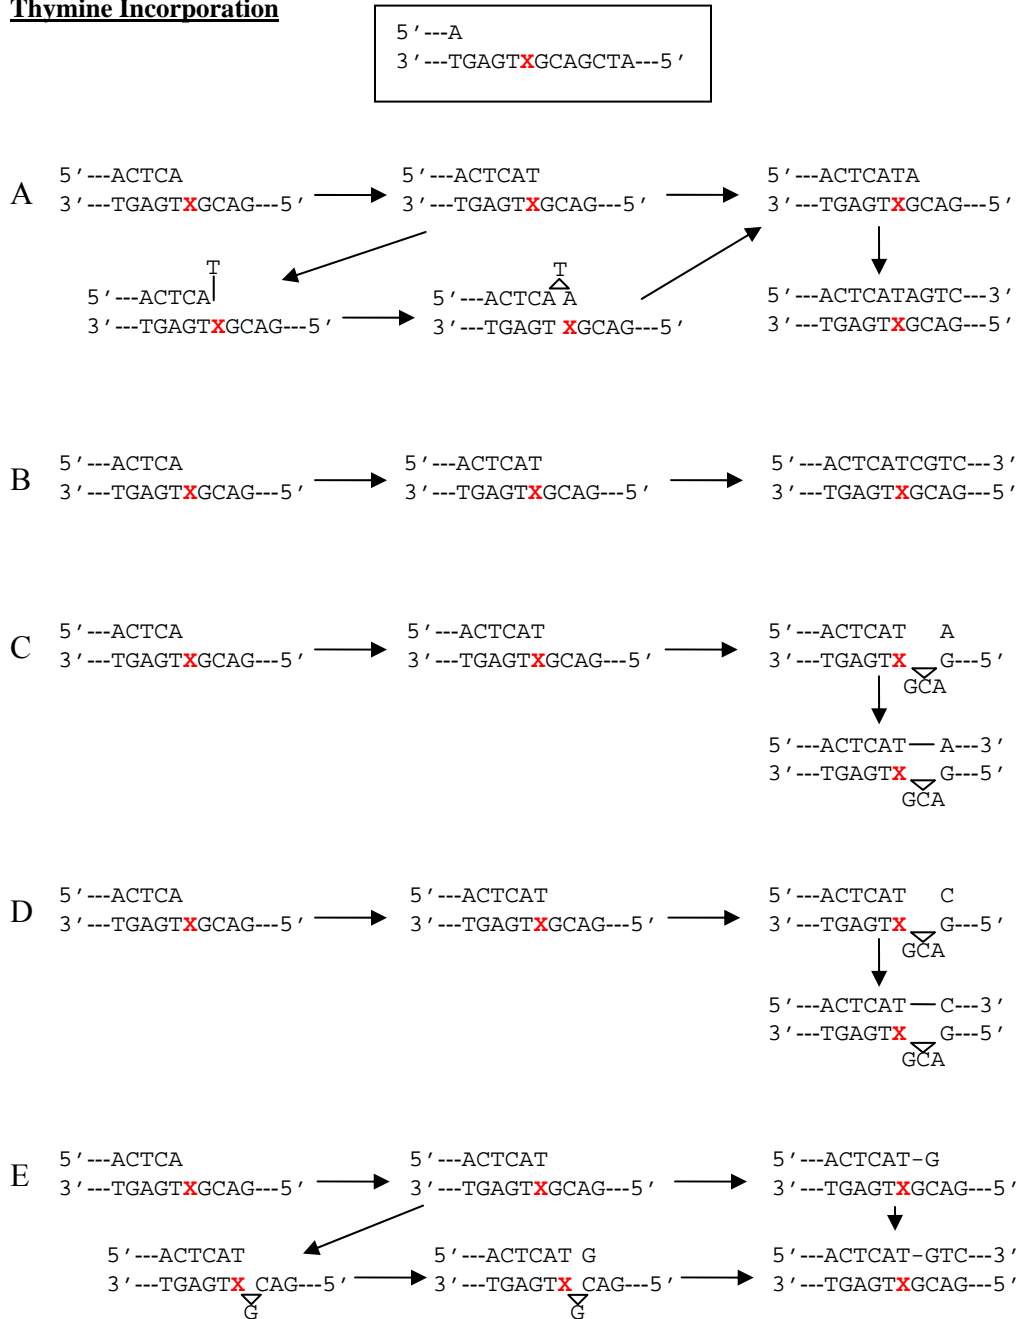 Thymine Incorporation
5'---A
3'---TGAGTXGCAGCTA---5'
A
5'---ACTCA
3'---TGAGTXGCAG---5'
5'---ACTCAT
3'---TGAGTXGCAG---5'
5'---ACTCATA
3'---TGAGTXGCAG---5'
T
5'---ACTCA
3'---TGAGTXGCAG---5'
T
5'---ACTCA A
3'---TGAGT XGCAG---5'
5'---ACTCATAGTC---3'
3'---TGAGTXGCAG---5'
B
5'---ACTCA
3'---TGAGTXGCAG---5'
5'---ACTCAT
3'---TGAGTXGCAG---5'
5'---ACTCATCGTC---3'
3'---TGAGTXGCAG---5'
C
5'---ACTCA
3'---TGAGTXGCAG---5'
5'---ACTCAT
3'---TGAGTXGCAG---5'
5'---ACTCAT A
3'---TGAGTX G---5'
GCA
5'---ACTCAT — A---3'
3'---TGAGTX G---5'
GCA
D
5'---ACTCA
3'---TGAGTXGCAG---5'
5'---ACTCAT
3'---TGAGTXGCAG---5'
5'---ACTCAT C
3'---TGAGTX G---5'
GCA
5'---ACTCAT — C---3'
3'---TGAGTX G---5'
GCA
E
5'---ACTCA
3'---TGAGTXGCAG---5'
5'---ACTCAT
3'---TGAGTXGCAG---5'
5'---ACTCAT-G
3'---TGAGTXGCAG---5'
5'---ACTCAT
3'---TGAGTX CAG---5'
G
5'---ACTCAT G
3'---TGAGTX CAG---5'
G
5'---ACTCAT-GTC---3'
3'---TGAGTXGCAG---5'